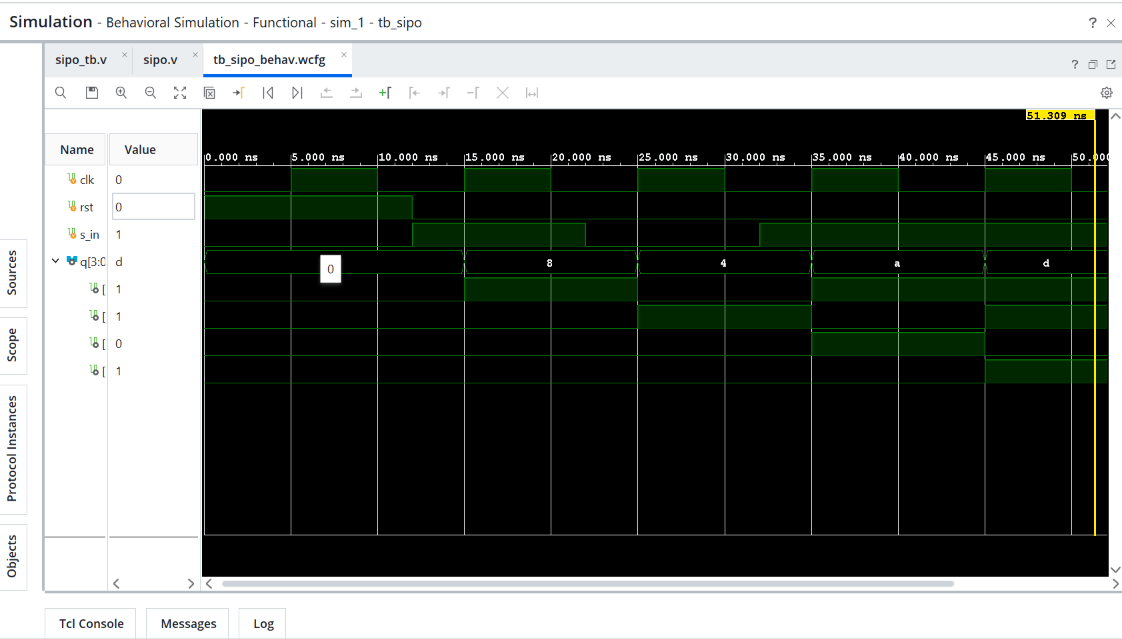 Simulation - Behavioral Simulation - Functional - sim_1 - tb_sipo
? ×
sipo_tb.v × sipo.v × tb_sipo_behav.wcfg ×
?
51.309 ns
Name Value
0.000 ns 5.000 ns 10.000 ns 15.000 ns 20.000 ns 25.000 ns 30.000 ns 35.000 ns 40.000 ns 45.000 ns 50.00
clk 0
rst 0
s_in 1
q[3:0 d
0 8 4 a d
[ 1
[ 1
[ 0
[ 1
Sources
Scope
Protocol Instances
Objects
Tcl Console Messages Log